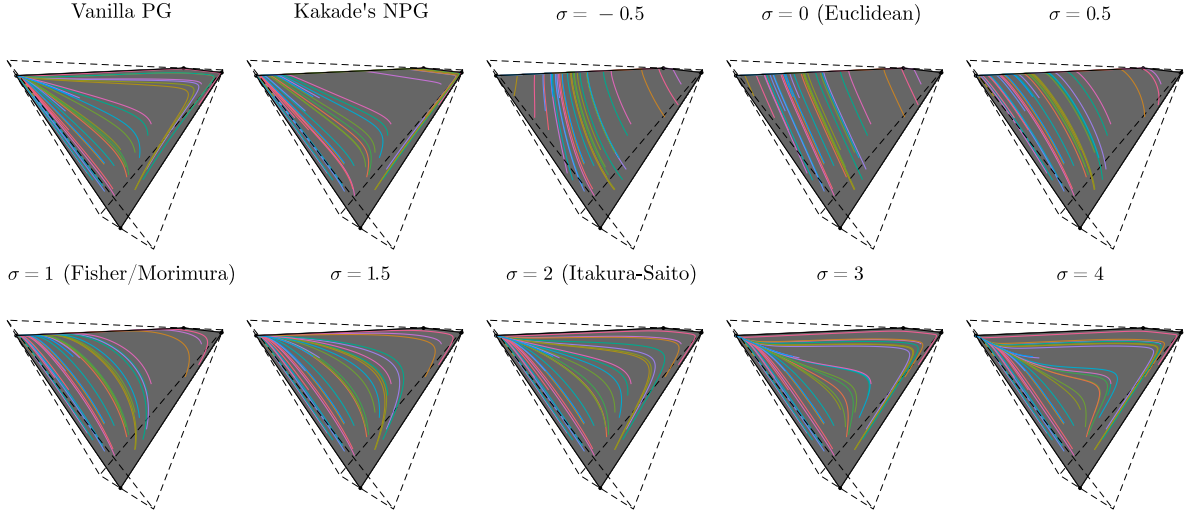 Vanilla PG
Kakade's NPG
σ = − 0.5
σ = 0 (Euclidean)
σ = 0.5
σ = 1 (Fisher/Morimura)
σ = 1.5
σ = 2 (Itakura-Saito)
σ = 3
σ = 4